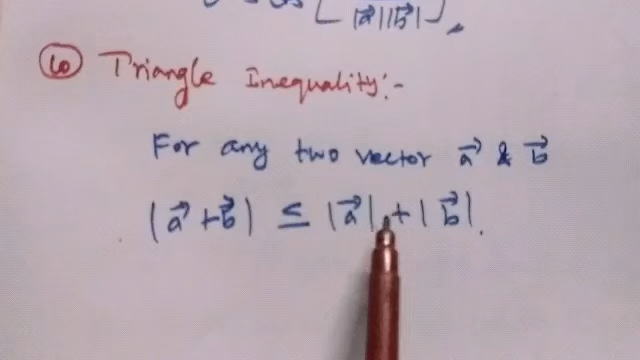 |a⃗||b⃗|
⑥ Triangle Inequality:-
For any two vector a⃗ & b⃗
|a⃗ + b⃗| ≤ |a⃗| + |b⃗|.